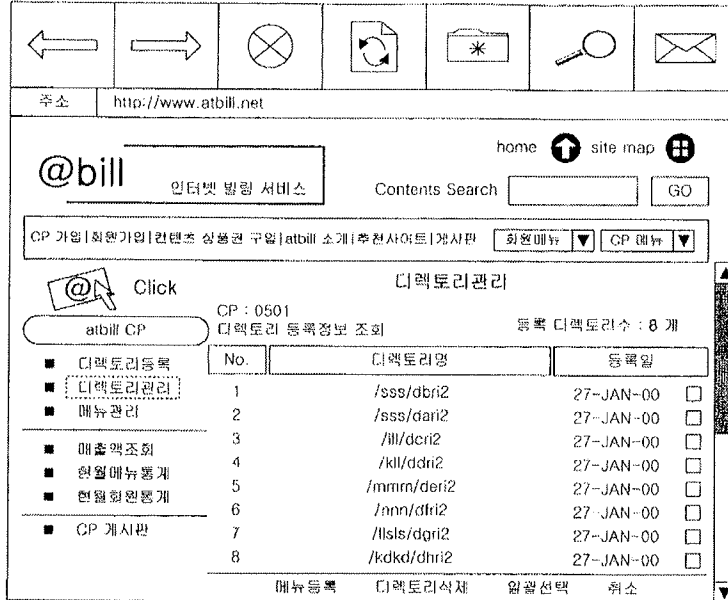 주소 http://www.atbill.net
home site map
@bill 인터넷 빌링 서비스 Contents Search GO
CP 가입|회원가입|컨텐츠 상품권 구입|atbill 소개|추천사이트|게시판 회원메뉴 CP 메뉴
@ Click
디렉토리관리
CP : 0501
atbill CP
디렉토리 등록정보 조회 등록 디렉토리수 : 8 개
디렉토리등록
디렉토리관리
메뉴관리
매출액조회
현월메뉴통계
현월회원통계
CP 게시판
No. 디렉토리명 등록일
1 /sss/dbri2 27-JAN-00
2 /sss/dari2 27-JAN-00
3 /ill/dcri2 27-JAN-00
4 /kll/ddri2 27-JAN-00
5 /mmrn/deri2 27-JAN-00
6 /nnn/dfri2 27-JAN-00
7 /llsls/dgri2 27-JAN-00
8 /kdkd/dhri2 27-JAN-00
메뉴등록 디렉토리삭제 일괄선택 취소